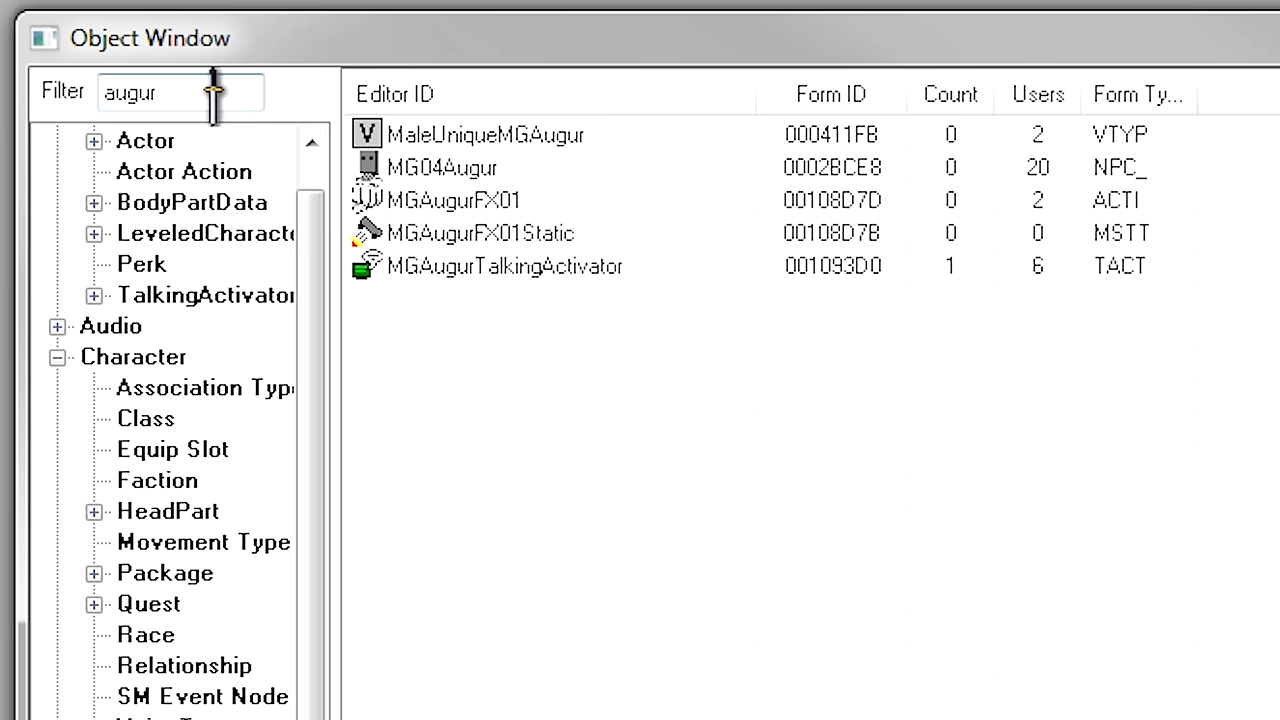 Object Window
Filter augur
Editor ID Form ID Count Users Form Ty...
MaleUniqueMGAugur 000411FB 0 2 VTYP
MG04Augur 0002BCE8 0 20 NPC_
MGAugurFX01 00108D7D 0 2 ACTI
MGAugurFX01Static 00108D7B 0 0 MSTT
MGAugurTalkingActivator 001093D0 1 6 TACT
Actor
Actor Action
BodyPartData
LeveledCharacte
Perk
TalkingActivator
Audio
Character
Association Type
Class
Equip Slot
Faction
HeadPart
Movement Type
Package
Quest
Race
Relationship
SM Event Node